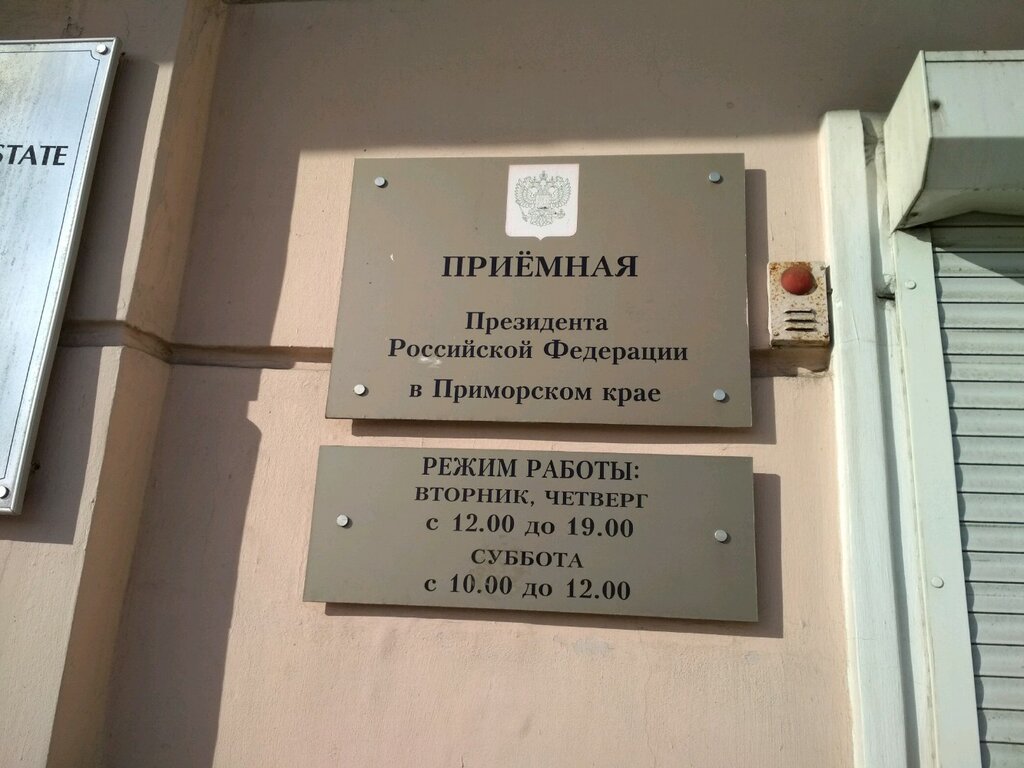 STATE
ПРИЁМНАЯ
Президента
Российской Федерации
в Приморском крае
РЕЖИМ РАБОТЫ:
ВТОРНИК, ЧЕТВЕРГ
с 12.00 до 19.00
СУББОТА
с 10.00 до 12.00